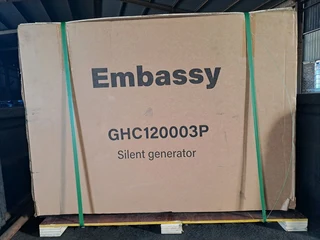 Embassy
GHC120003P
Silent generator